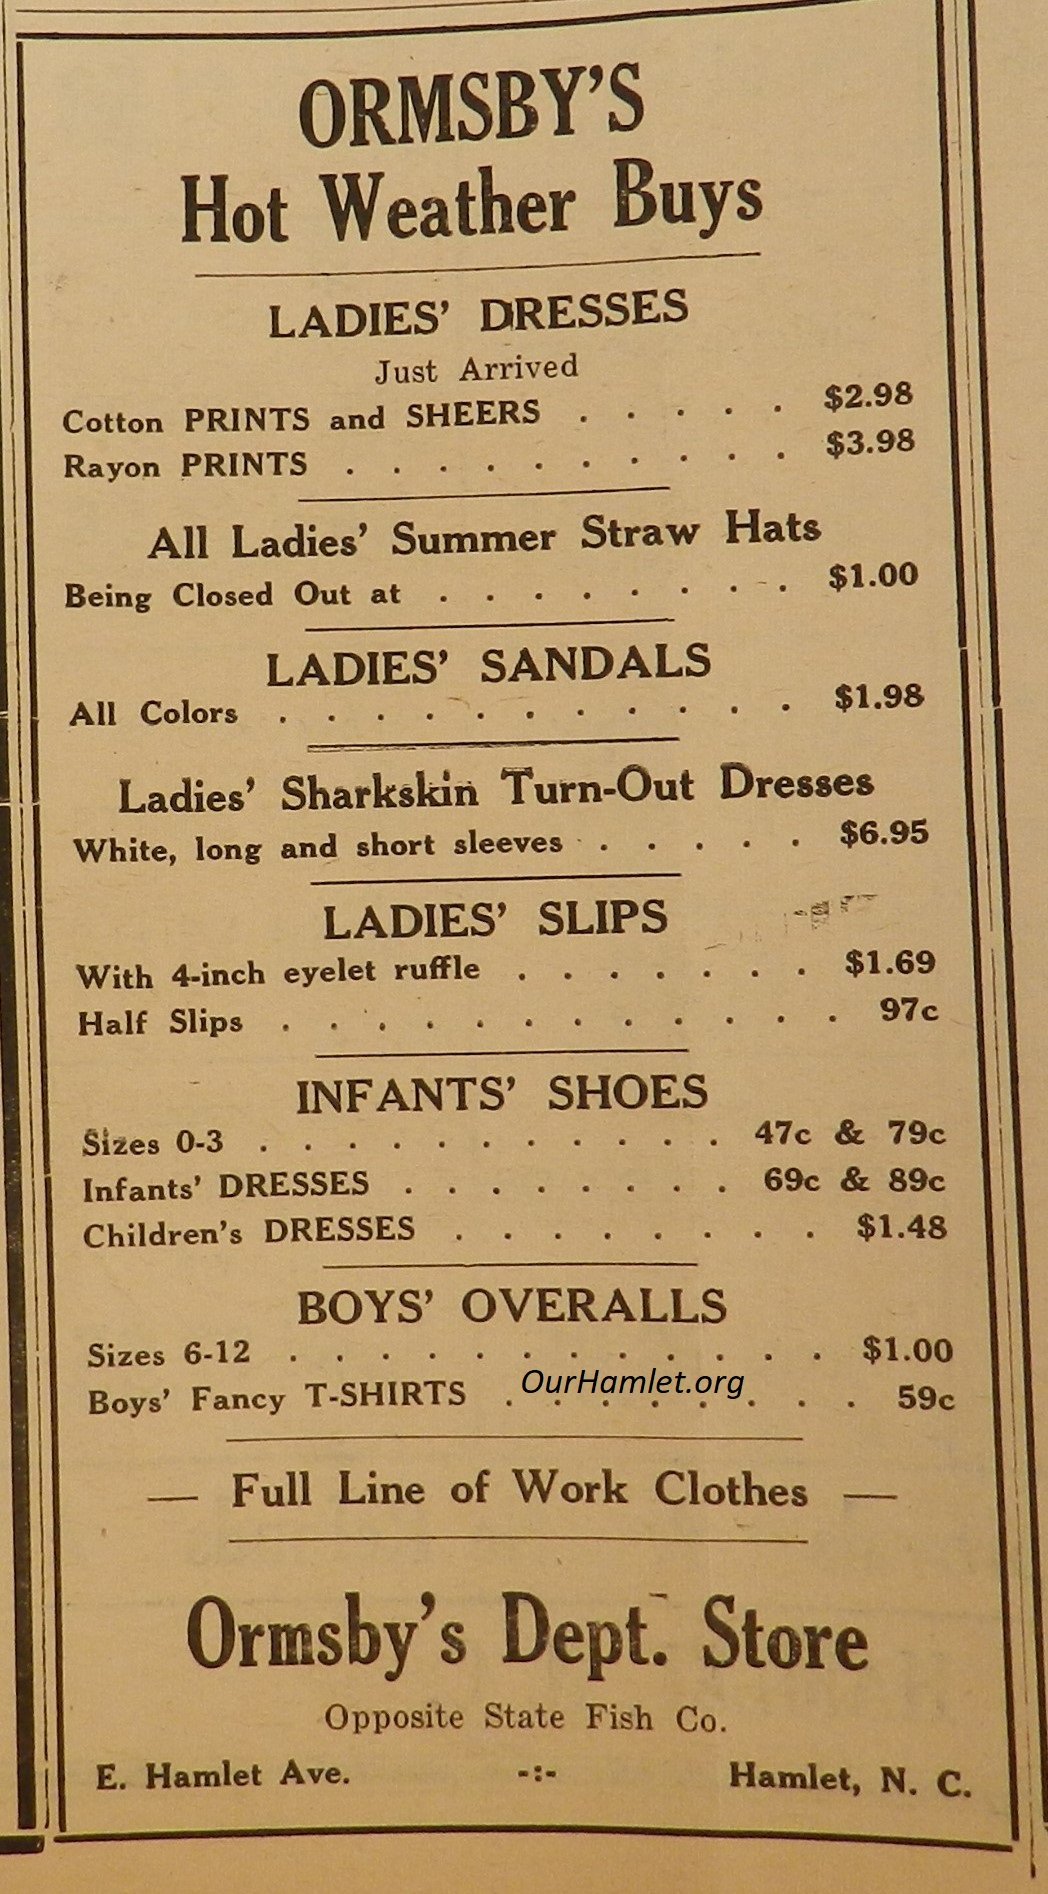 ORMSBY'S
Hot Weather Buys
LADIES' DRESSES
Just Arrived
Cotton PRINTS and SHEERS . . . . . $2.98
Rayon PRINTS . . . . . . . . . . $3.98
All Ladies' Summer Straw Hats
Being Closed Out at . . . . . . . . $1.00
LADIES' SANDALS
All Colors . . . . . . . . . . . $1.98
Ladies' Sharkskin Turn-Out Dresses
White, long and short sleeves . . . . . $6.95
LADIES' SLIPS
With 4-inch eyelet ruffle . . . . . . . $1.69
Half Slips . . . . . . . . . . . . 97c
INFANTS' SHOES
Sizes 0-3 . . . . . . . . . . 47c & 79c
Infants' DRESSES . . . . . . . 69c & 89c
Children's DRESSES . . . . . . . . $1.48
BOYS' OVERALLS
Sizes 6-12 . . . . . . . . . . . . $1.00
OurHamlet.org
Boys' Fancy T-SHIRTS . . . . . . . . 59c
— Full Line of Work Clothes —
Ormsby's Dept. Store
Opposite State Fish Co.
E. Hamlet Ave. -:- Hamlet, N. C.